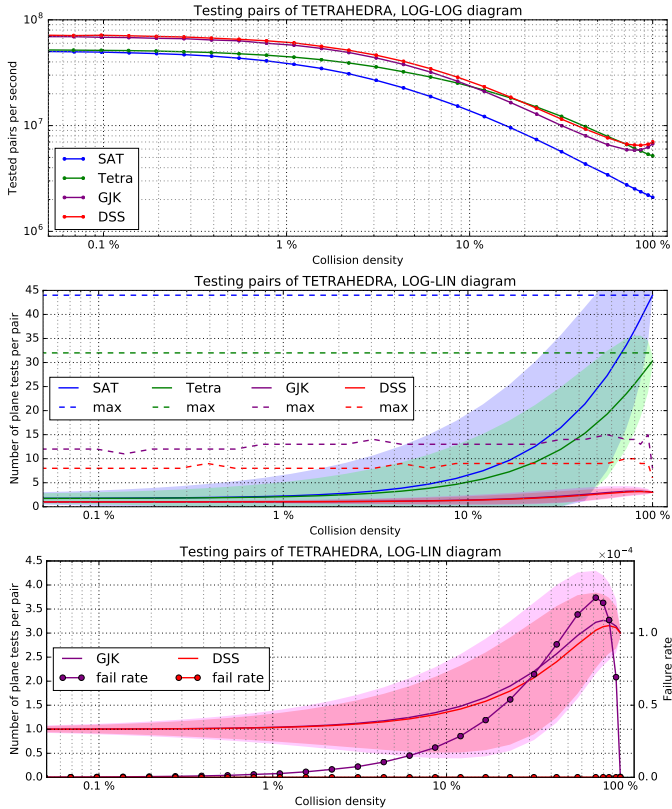 Testing pairs of TETRAHEDRA, LOG-LOG diagram
10^8
10^7
10^6
Tested pairs per second
SAT
Tetra
GJK
DSS
0.1 %
1 %
10 %
100 %
Collision density
Testing pairs of TETRAHEDRA, LOG-LIN diagram
45
40
35
30
25
20
15
10
5
0
Number of plane tests per pair
SAT
Tetra
GJK
DSS
max
max
max
max
0.1 %
1 %
10 %
100 %
Collision density
Testing pairs of TETRAHEDRA, LOG-LIN diagram
×10^-4
4.5
4.0
3.5
3.0
2.5
2.0
1.5
1.0
0.5
0.0
Number of plane tests per pair
GJK
DSS
fail rate
fail rate
1.0
0.5
0.0
Failure rate
0.1 %
1 %
10 %
100 %
Collision density